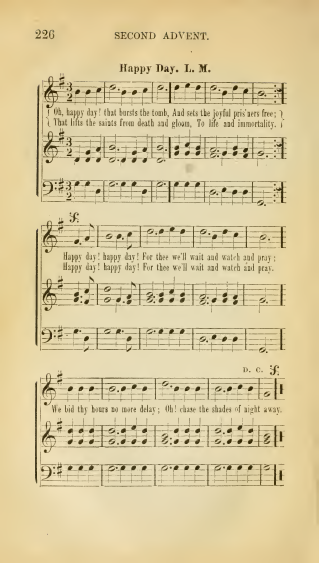 226 SECOND ADVENT.
Happy Day. L. M.
Oh, happy day! that bursts the tomb, And sets the joyful pris'ners free;
That lifts the saints from death and gloom, To life and immortality.
Happy day! happy day! For thee we'll wait and watch and pray:
Happy day! happy day! For thee we'll wait and watch and pray.
D. C.
We bid thy hours no more delay; Oh! chase the shades of night away.